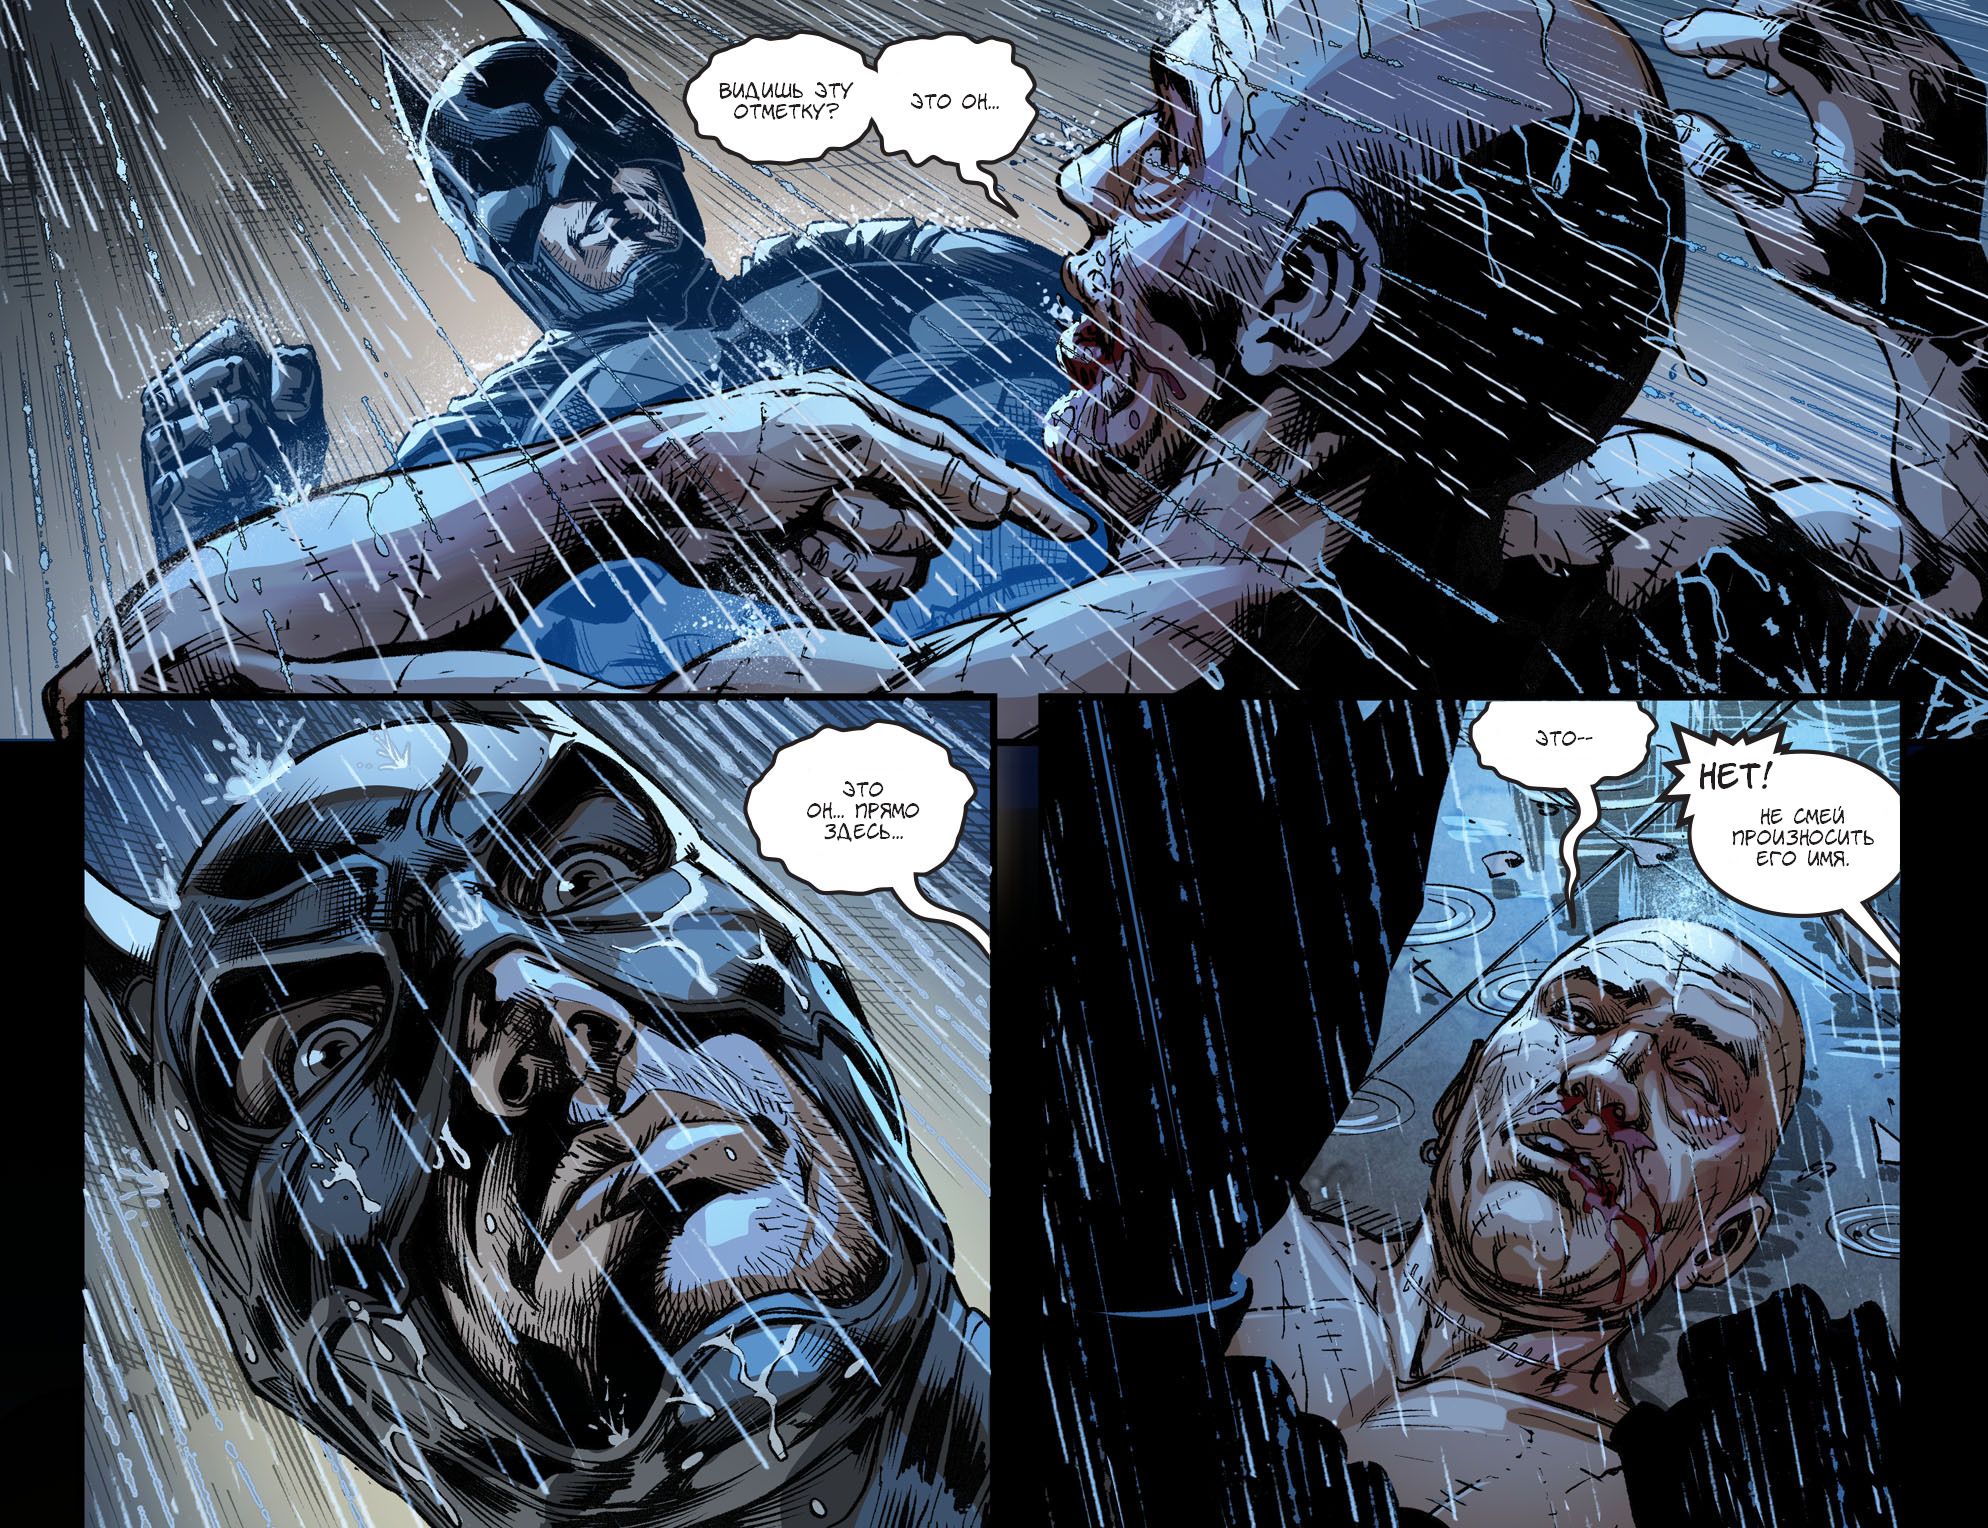 ВИДИШЬ ЭТУ
ОТМЕТКУ?
ЭТО ОН...
ЭТО
ОН... ПРЯМО
ЗДЕСЬ...
ЭТО--
НЕТ!
НЕ СМЕЙ
ПРОИЗНОСИТЬ
ЕГО ИМЯ.